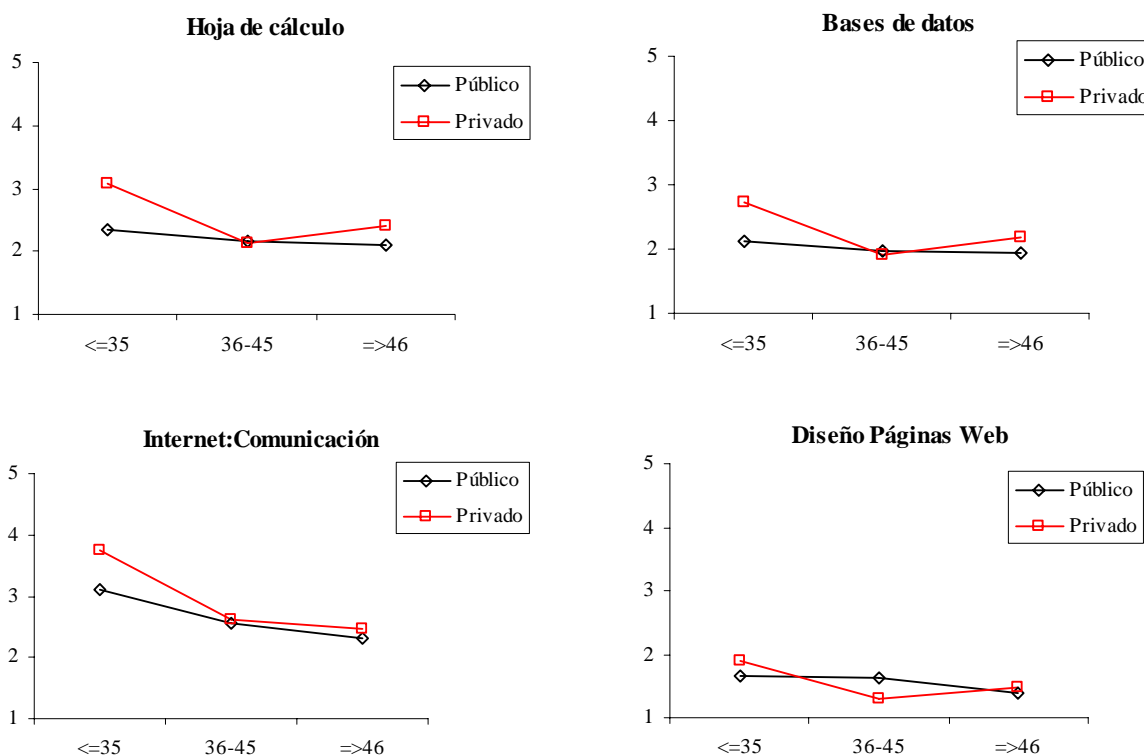 Hoja de cálculo
5
4
3
2
1
<=35 36-45 =>46
Público
Privado
Bases de datos
5
4
3
2
1
<=35 36-45 =>46
Público
Privado
Internet:Comunicación
5
4
3
2
1
<=35 36-45 =>46
Público
Privado
Diseño Páginas Web
5
4
3
2
1
<=35 36-45 =>46
Público
Privado